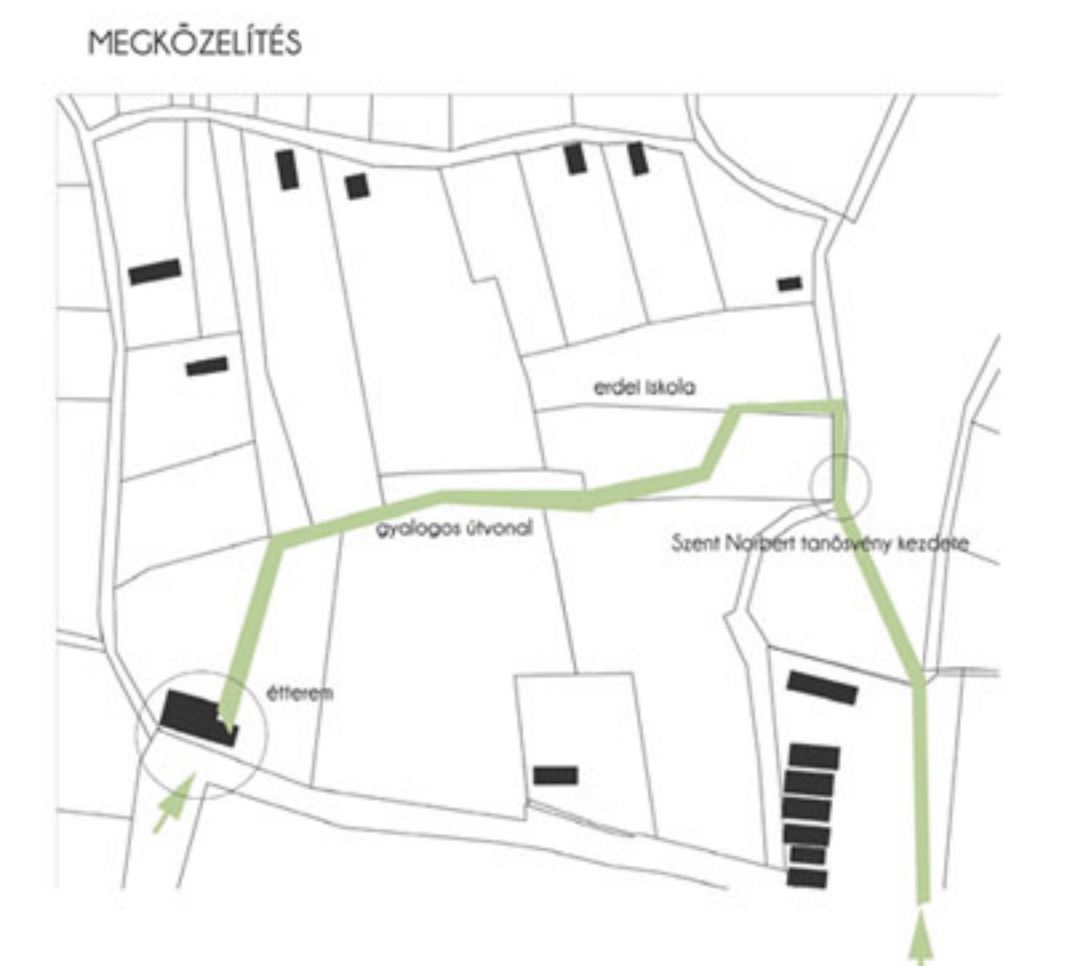 MEGKÖZELÍTÉS
erdei iskola
gyalogos útvonal
Szent Norbert tanösvény kezdete
étterem